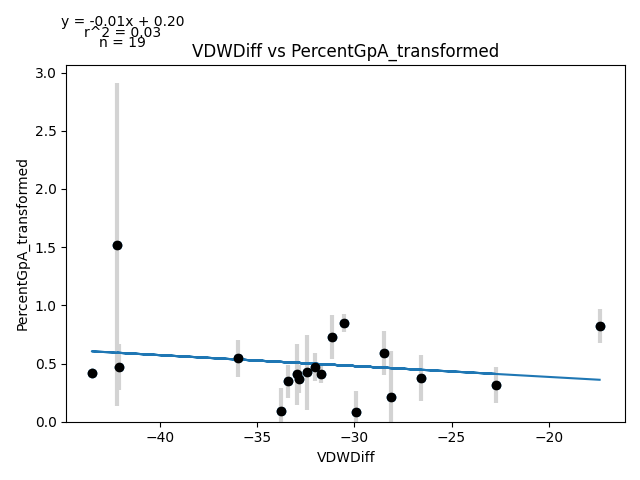 y = -0.01x + 0.20
r^2 = 0.03
n = 19
VDWDiff vs PercentGpA_transformed
3.0
2.5
2.0
1.5
1.0
0.5
0.0
PercentGpA_transformed
−40
−35
−30
−25
−20
VDWDiff